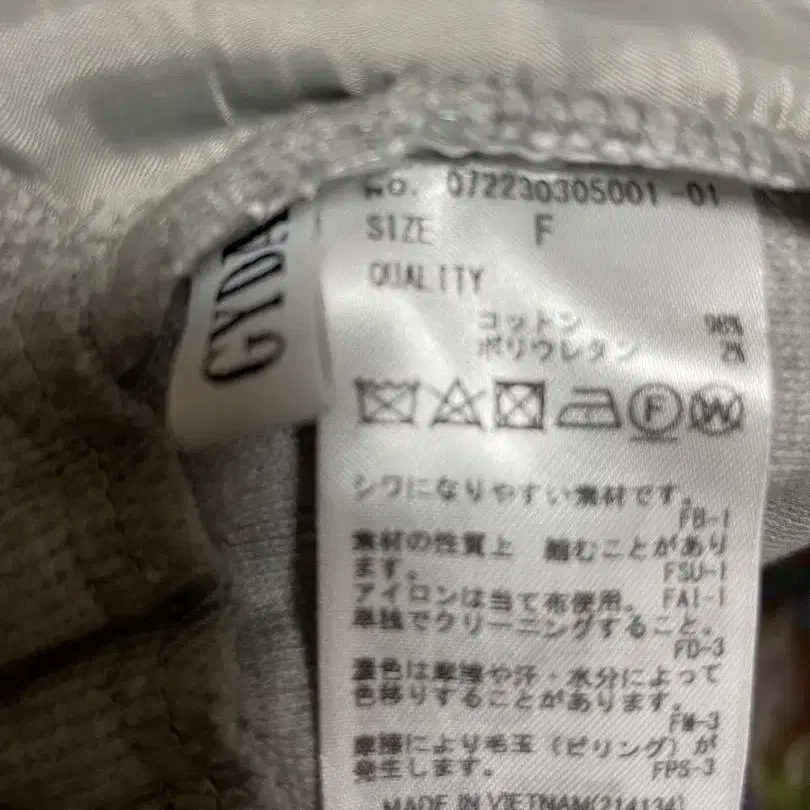 GYDA
No. 072230305001-01
SIZE F
QUALITY
コットン 98%
ポリウレタン 2%
F W
シワになりやすい素材です。
FB-1
素材の性質上 縮むことがあり
ます。 FSU-1
アイロンは当て布使用。 FAI-1
単独でクリーニングすること。
FD-3
濃色は摩擦や汗・水分によって
色移りすることがあります。
FM-3
摩擦により毛玉（ピリング）が
発生します。 FPS-3
MADE IN VIETNAM(214134)